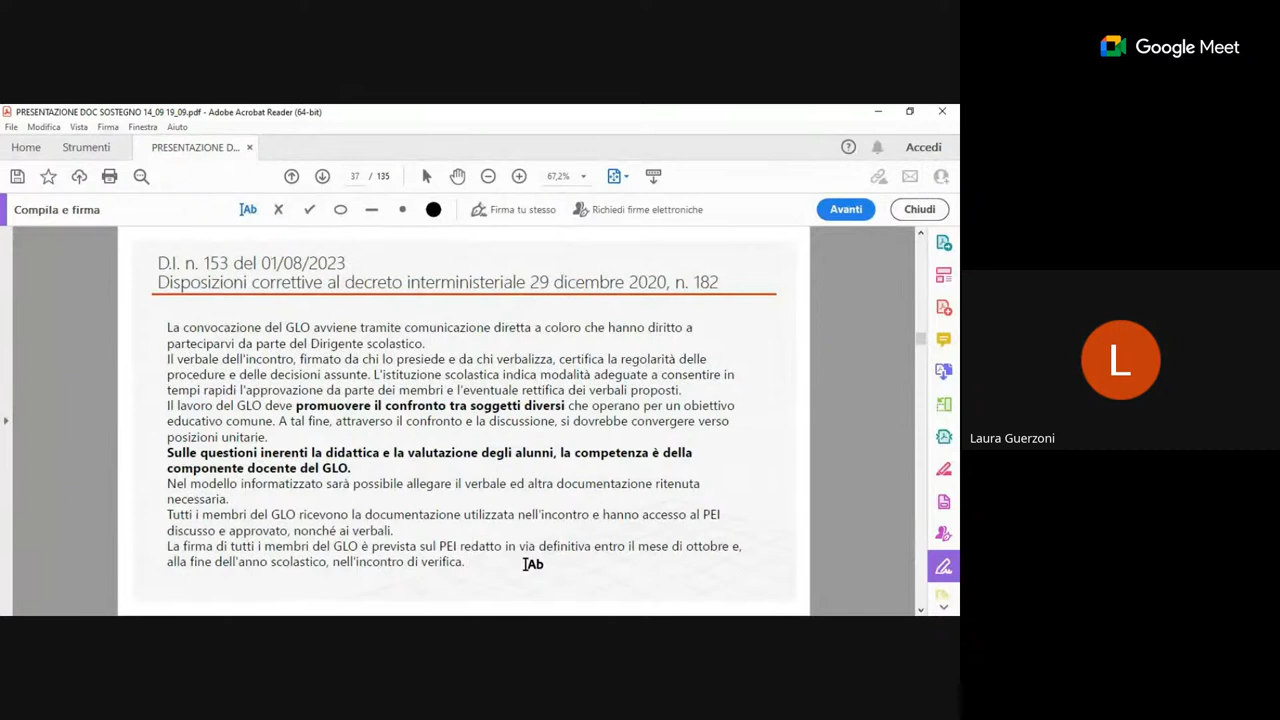 Google Meet
PRESENTAZIONE DOC SOSTEGNO 14_09 19_09.pdf - Adobe Acrobat Reader (64-bit)
File Modifica Vista Firma Finestra Aiuto
Home Strumenti PRESENTAZIONE D... × Accedi
37 / 135 67,2%
Compila e firma Ab Firma tu stesso Richiedi firme elettroniche Avanti Chiudi
D.I. n. 153 del 01/08/2023
Disposizioni correttive al decreto interministeriale 29 dicembre 2020, n. 182
La convocazione del GLO avviene tramite comunicazione diretta a coloro che hanno diritto a
parteciparvi da parte del Dirigente scolastico.
Il verbale dell'incontro, firmato da chi lo presiede e da chi verbalizza, certifica la regolarità delle
procedure e delle decisioni assunte. L'istituzione scolastica indica modalità adeguate a consentire in
tempi rapidi l'approvazione da parte dei membri e l'eventuale rettifica dei verbali proposti.
Il lavoro del GLO deve promuovere il confronto tra soggetti diversi che operano per un obiettivo
educativo comune. A tal fine, attraverso il confronto e la discussione, si dovrebbe convergere verso
posizioni unitarie.
Sulle questioni inerenti la didattica e la valutazione degli alunni, la competenza è della
componente docente del GLO.
Nel modello informatizzato sarà possibile allegare il verbale ed altra documentazione ritenuta
necessaria.
Tutti i membri del GLO ricevono la documentazione utilizzata nell'incontro e hanno accesso al PEI
discusso e approvato, nonché ai verbali.
La firma di tutti i membri del GLO è prevista sul PEI redatto in via definitiva entro il mese di ottobre e,
alla fine dell'anno scolastico, nell'incontro di verifica.
Ab
L
Laura Guerzoni